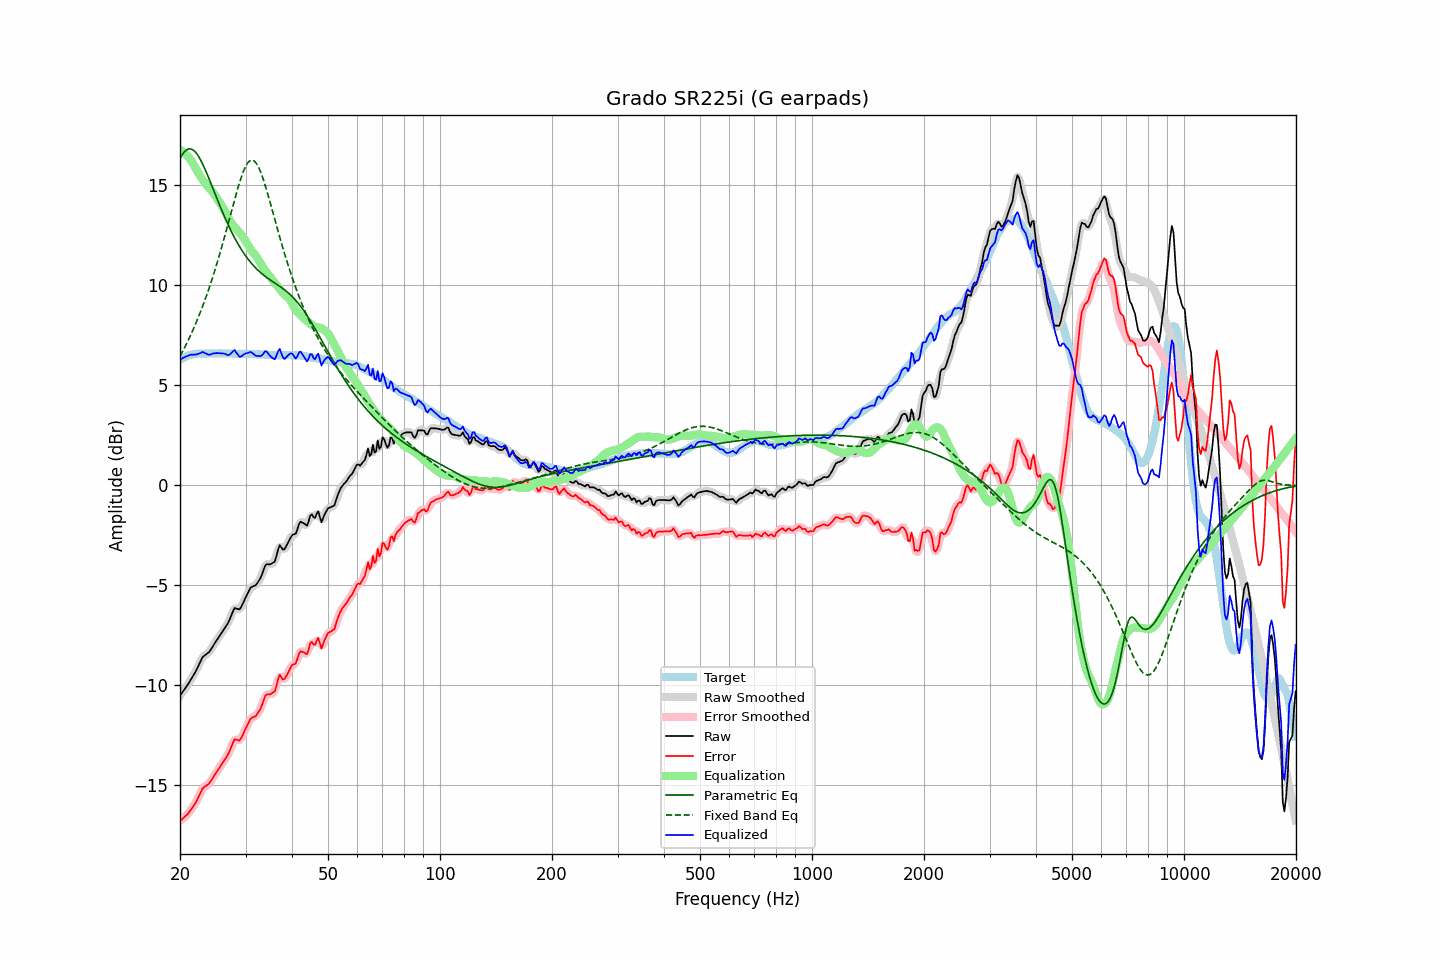 Grado SR225i (G earpads)
Amplitude (dBr)
15
10
5
0
−5
−10
−15
Target
Raw Smoothed
Error Smoothed
Raw
Error
Equalization
Parametric Eq
Fixed Band Eq
Equalized
20
50
100
200
500
1000
2000
5000
10000
20000
Frequency (Hz)